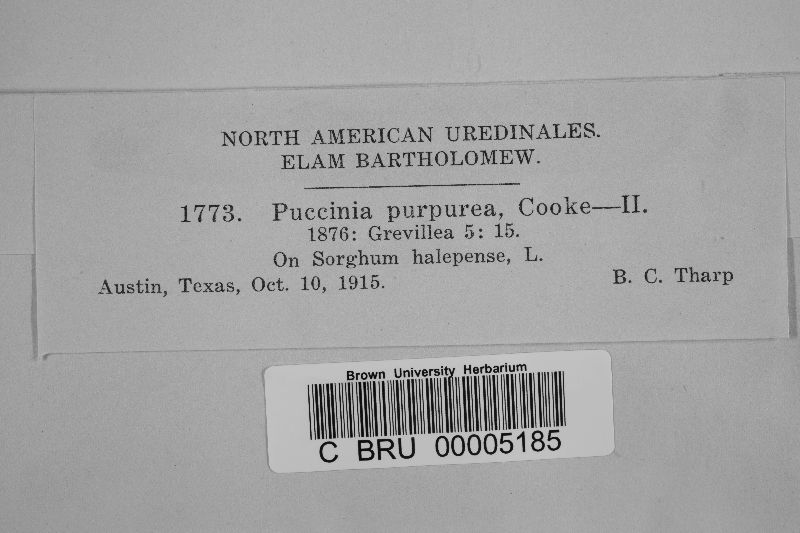 NORTH AMERICAN UREDINALES.
ELAM BARTHOLOMEW.
1773. Puccinia purpurea, Cooke—II.
1876: Grevillea 5: 15.
On Sorghum halepense, L.
Austin, Texas, Oct. 10, 1915. B. C. Tharp
Brown University Herbarium
C BRU 00005185